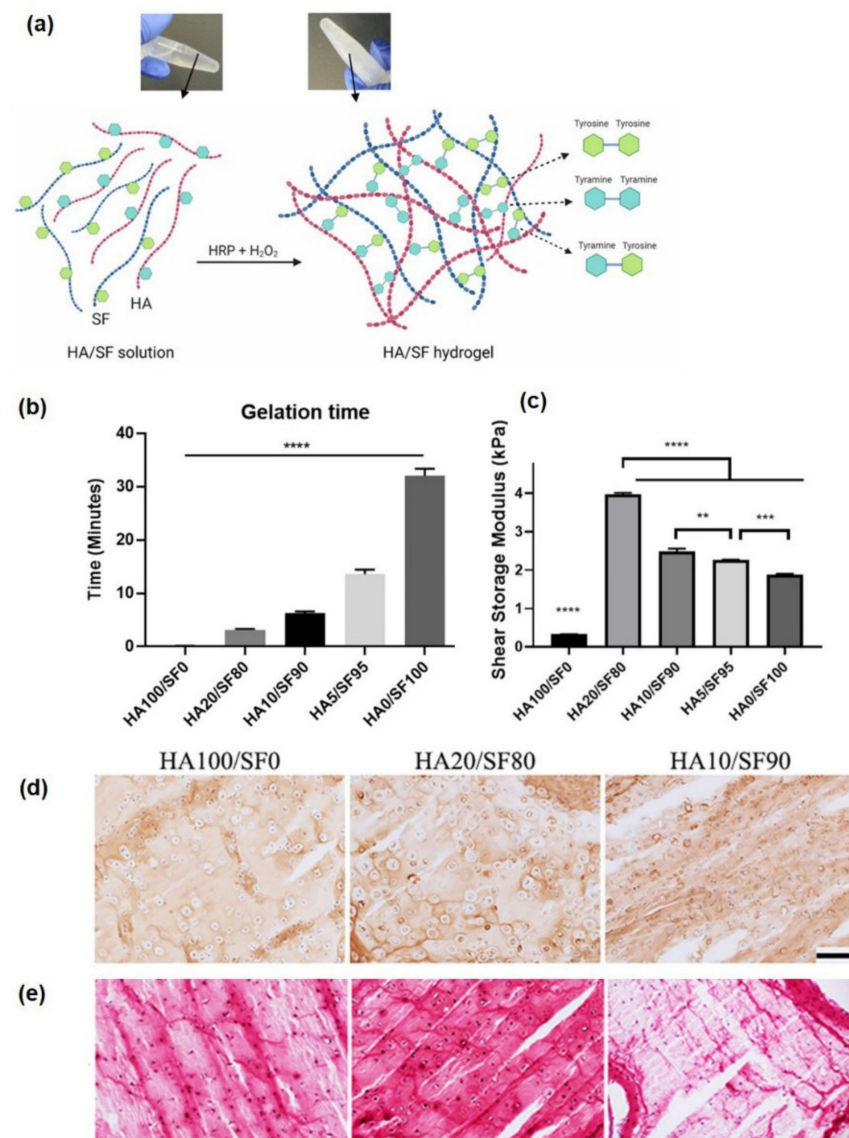 (a)
Tyrosine Tyrosine
Tyramine Tyramine
Tyramine Tyrosine
HRP + H₂O₂
SF
HA
HA/SF solution
HA/SF hydrogel
(b)
Gelation time
Time (Minutes)
40
30
20
10
0
****
HA100/SF0
HA20/SF80
HA10/SF90
HA5/SF95
HA0/SF100
(c)
Shear Storage Modulus (kPa)
4
3
2
1
0
****
****
**
***
HA100/SF0
HA20/SF80
HA10/SF90
HA5/SF95
HA0/SF100
HA100/SF0
HA20/SF80
HA10/SF90
(d)
(e)